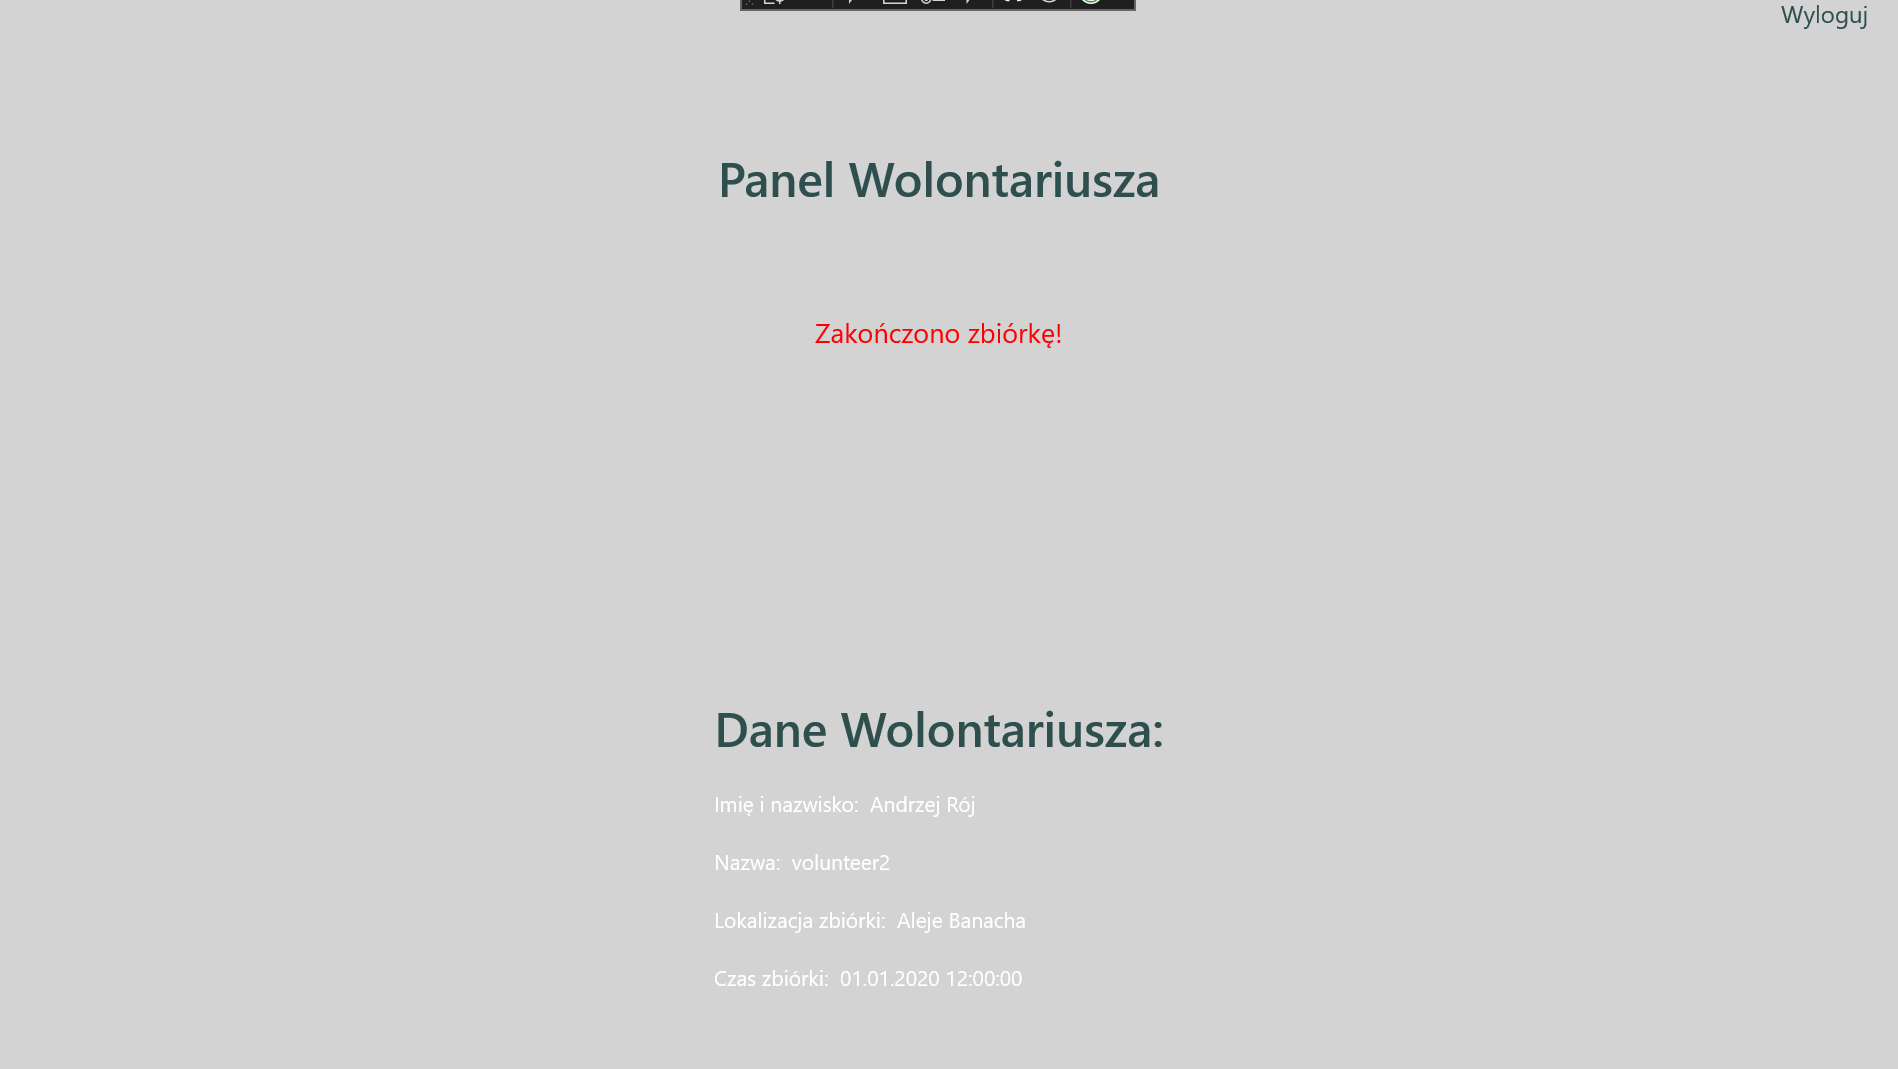 Wyloguj
Panel Wolontariusza
Zakończono zbiórkę!
Dane Wolontariusza:
Imię i nazwisko: Andrzej Rój
Nazwa: volunteer2
Lokalizacja zbiórki: Aleje Banacha
Czas zbiórki: 01.01.2020 12:00:00